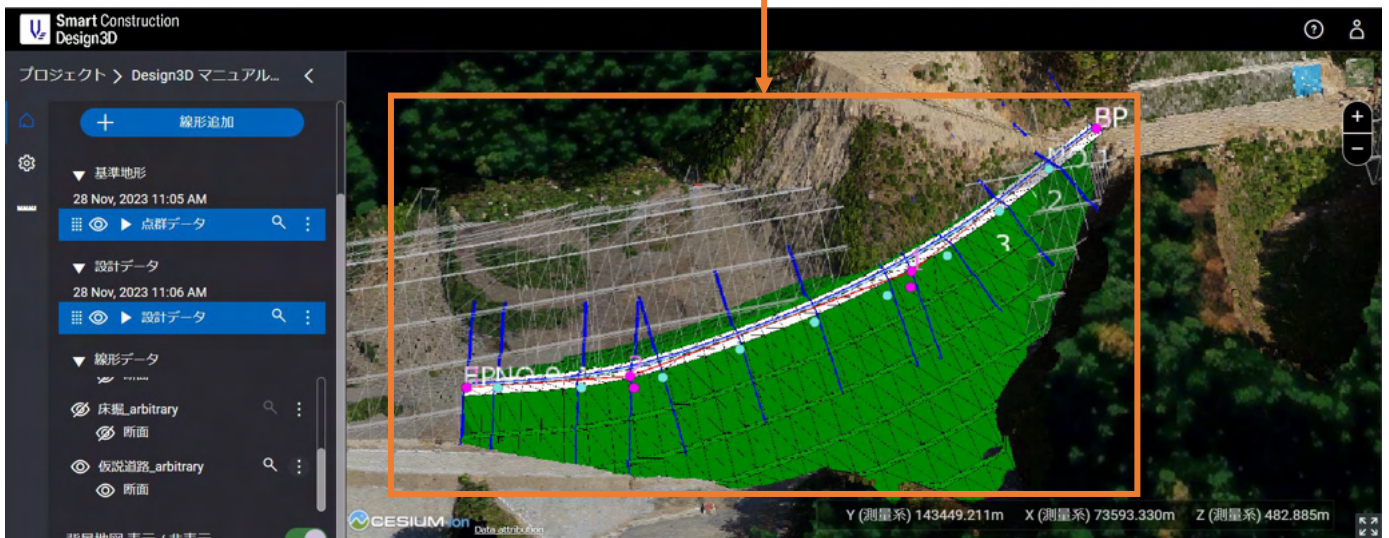 Smart Construction
Design3D
プロジェクト > Design3D マニュアル...
+ 線形追加
▼ 基準地形
28 Nov, 2023 11:05 AM
点群データ
▼ 設計データ
28 Nov, 2023 11:06 AM
設計データ
▼ 線形データ
床掘_arbitrary
断面
仮説道路_arbitrary
断面
BP
NO.1
2
3
CESIUM ion
Data attribution
Y (測量系) 143449.211m X (測量系) 73593.330m Z (測量系) 482.885m